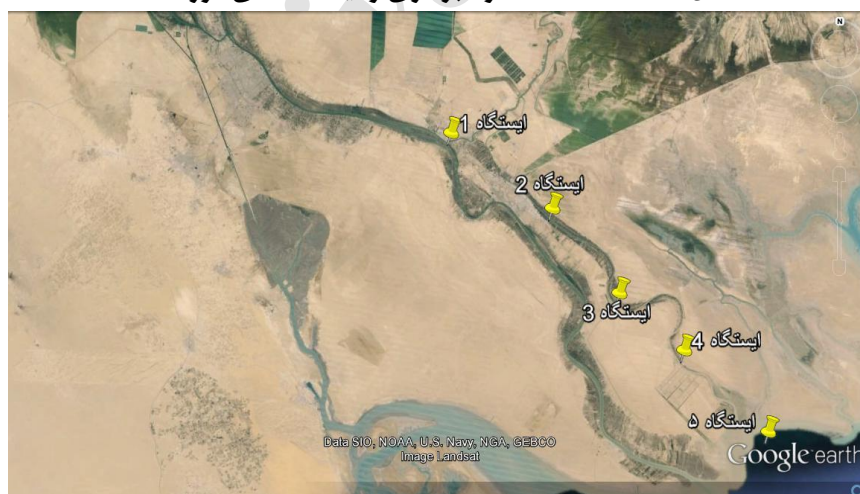 N
ایستگاه 1
ایستگاه 2
ایستگاه 3
ایستگاه 4
ایستگاه ۵
Data SIO, NOAA, U.S. Navy, NGA, GEBCO
Image Landsat
Google earth